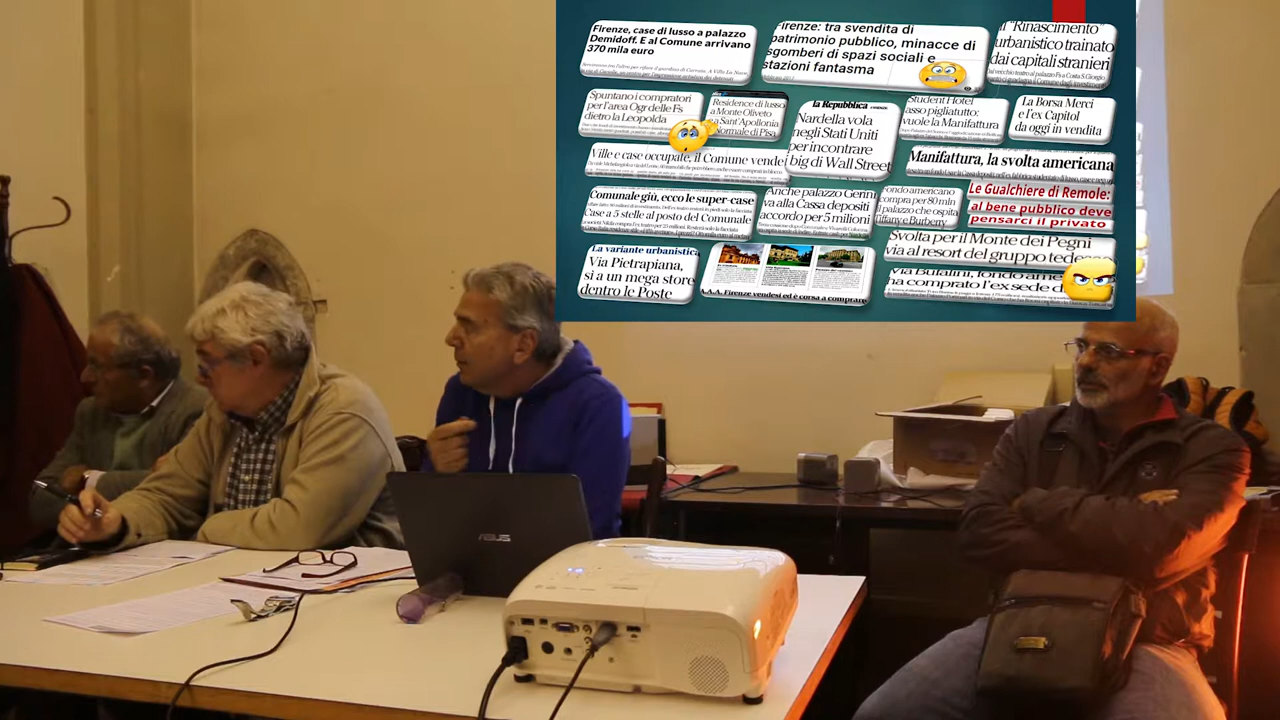 Firenze, case di lusso a palazzo
Demidoff. E al Comune arrivano
370 mila euro
Firenze: tra svendita di
patrimonio pubblico, minacce di
sgomberi di spazi sociali e
stazioni fantasma
"Rinascimento"
urbanistico trainato
dai capitali stranieri
Spuntano i compratori
per l'area Ogr delle Fs
dietro la Leopolda
Residence di lusso
a Monte Oliveto
a Sant'Apollonia
Normale di Pisa
la Repubblica
Nardella vola
negli Stati Uniti
per incontrare
big di Wall Street
Student Hotel
asso pigliatutto:
vuole la Manifattura
La Borsa Merci
e l'ex Capitol
da oggi in vendita
Ville e case occupate, il Comune vende
Manifattura, la svolta americana
Comunale giù, ecco le super-case
Case a 5 stelle al posto del Comunale
Anche palazzo Gerini
va alla Cassa depositi
accordo per 5 milioni
Fondo americano
compra per 80 mln
il palazzo che ospita
Tiffany e Burberry
Le Gualchiere di Remole:
al bene pubblico deve
pensarci il privato
La variante urbanistica
Via Pietrapiana,
sì a un mega store
dentro le Poste
A.A.A. Firenze vendesi ed è corsa a comprare
Svolta per il Monte dei Pegni
via al resort del gruppo tedesco
Via Bufalini, fondo ame
ha comprato l'ex sede d
ASUS
EPSON